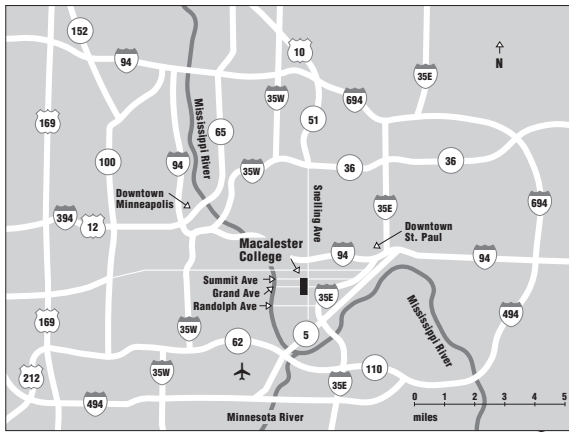 152
94
10
35W
694
35E
N
169
65
51
Mississippi River
100
94
35W
36
36
Snelling Ave
Downtown
Minneapolis
35E
694
394
12
Downtown
St. Paul
Macalester
College
94
94
Summit Ave
Grand Ave
Randolph Ave
35E
Mississippi River
494
169
35W
62
5
212
35W
110
35E
494
Minnesota River
0 1 2 3 4 5
miles